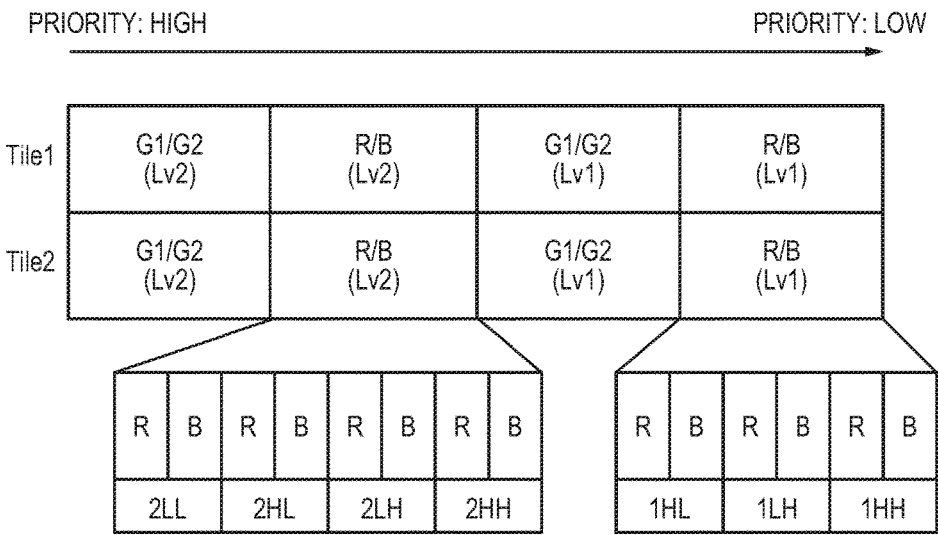 PRIORITY: HIGH PRIORITY: LOW
Tile1 G1/G2 (Lv2) R/B (Lv2) G1/G2 (Lv1) R/B (Lv1)
Tile2 G1/G2 (Lv2) R/B (Lv2) G1/G2 (Lv1) R/B (Lv1)
R B R B R B R B R B R B R B
2LL 2HL 2LH 2HH 1HL 1LH 1HH